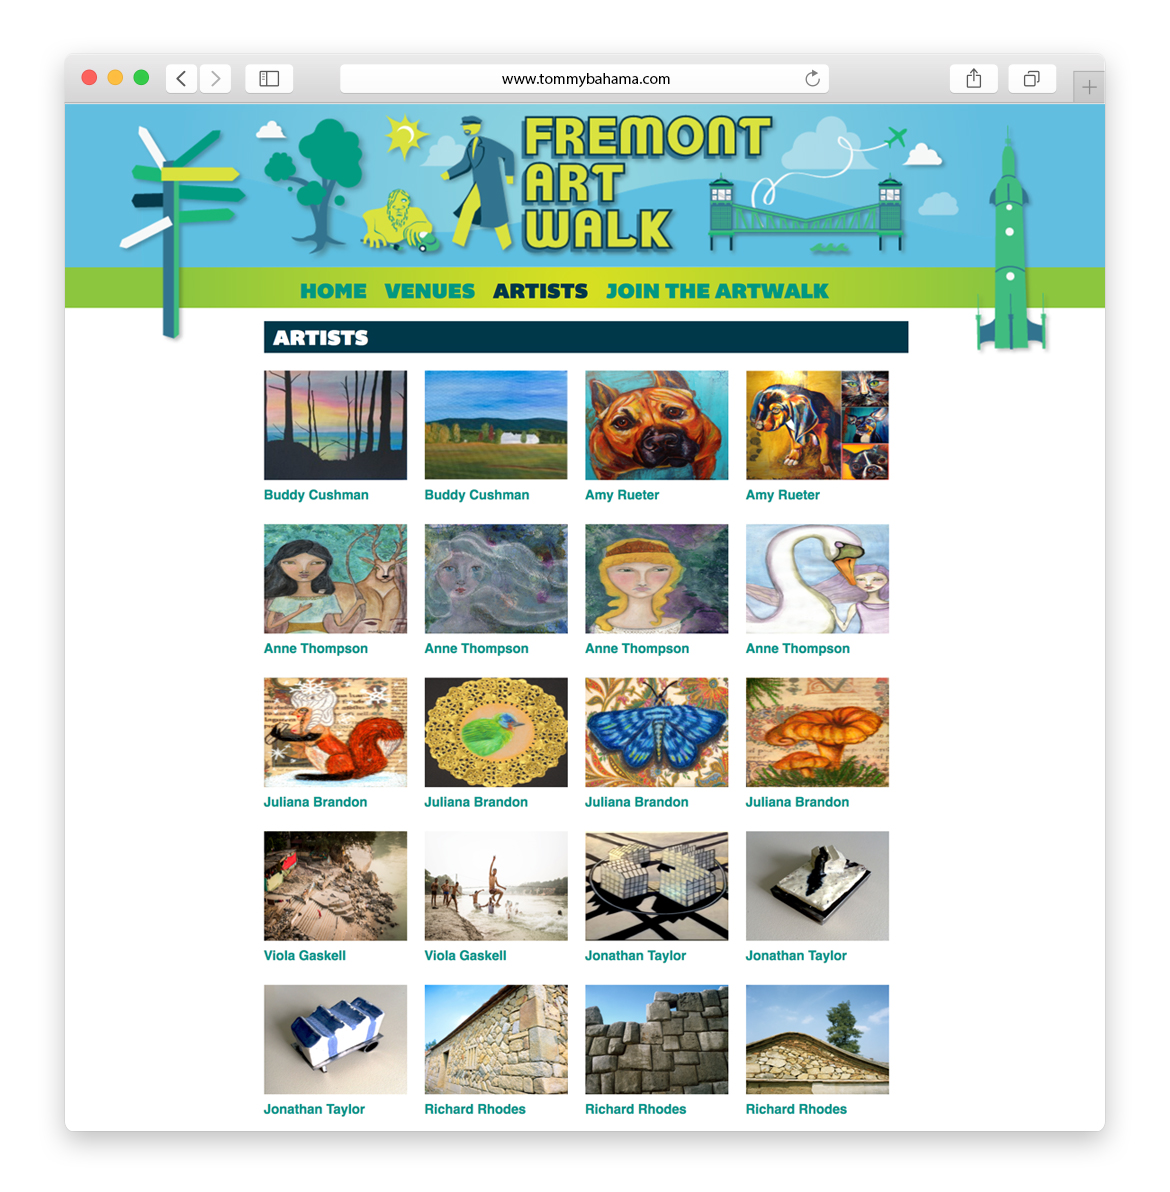 www.tommybahama.com
FREMONT
ART
WALK
HOME VENUES ARTISTS JOIN THE ARTWALK
ARTISTS
Buddy Cushman Buddy Cushman Amy Rueter Amy Rueter
Anne Thompson Anne Thompson Anne Thompson Anne Thompson
Juliana Brandon Juliana Brandon Juliana Brandon Juliana Brandon
Viola Gaskell Viola Gaskell Jonathan Taylor Jonathan Taylor
Jonathan Taylor Richard Rhodes Richard Rhodes Richard Rhodes